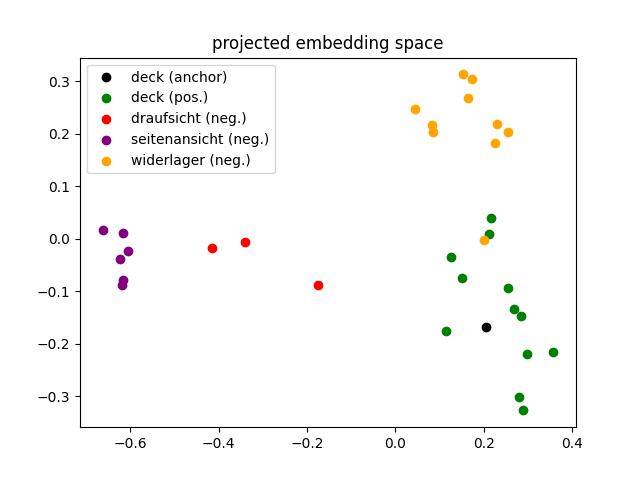 projected embedding space
deck (anchor)
deck (pos.)
draufsicht (neg.)
seitenansicht (neg.)
widerlager (neg.)
0.3
0.2
0.1
0.0
−0.1
−0.2
−0.3
−0.6 −0.4 −0.2 0.0 0.2 0.4